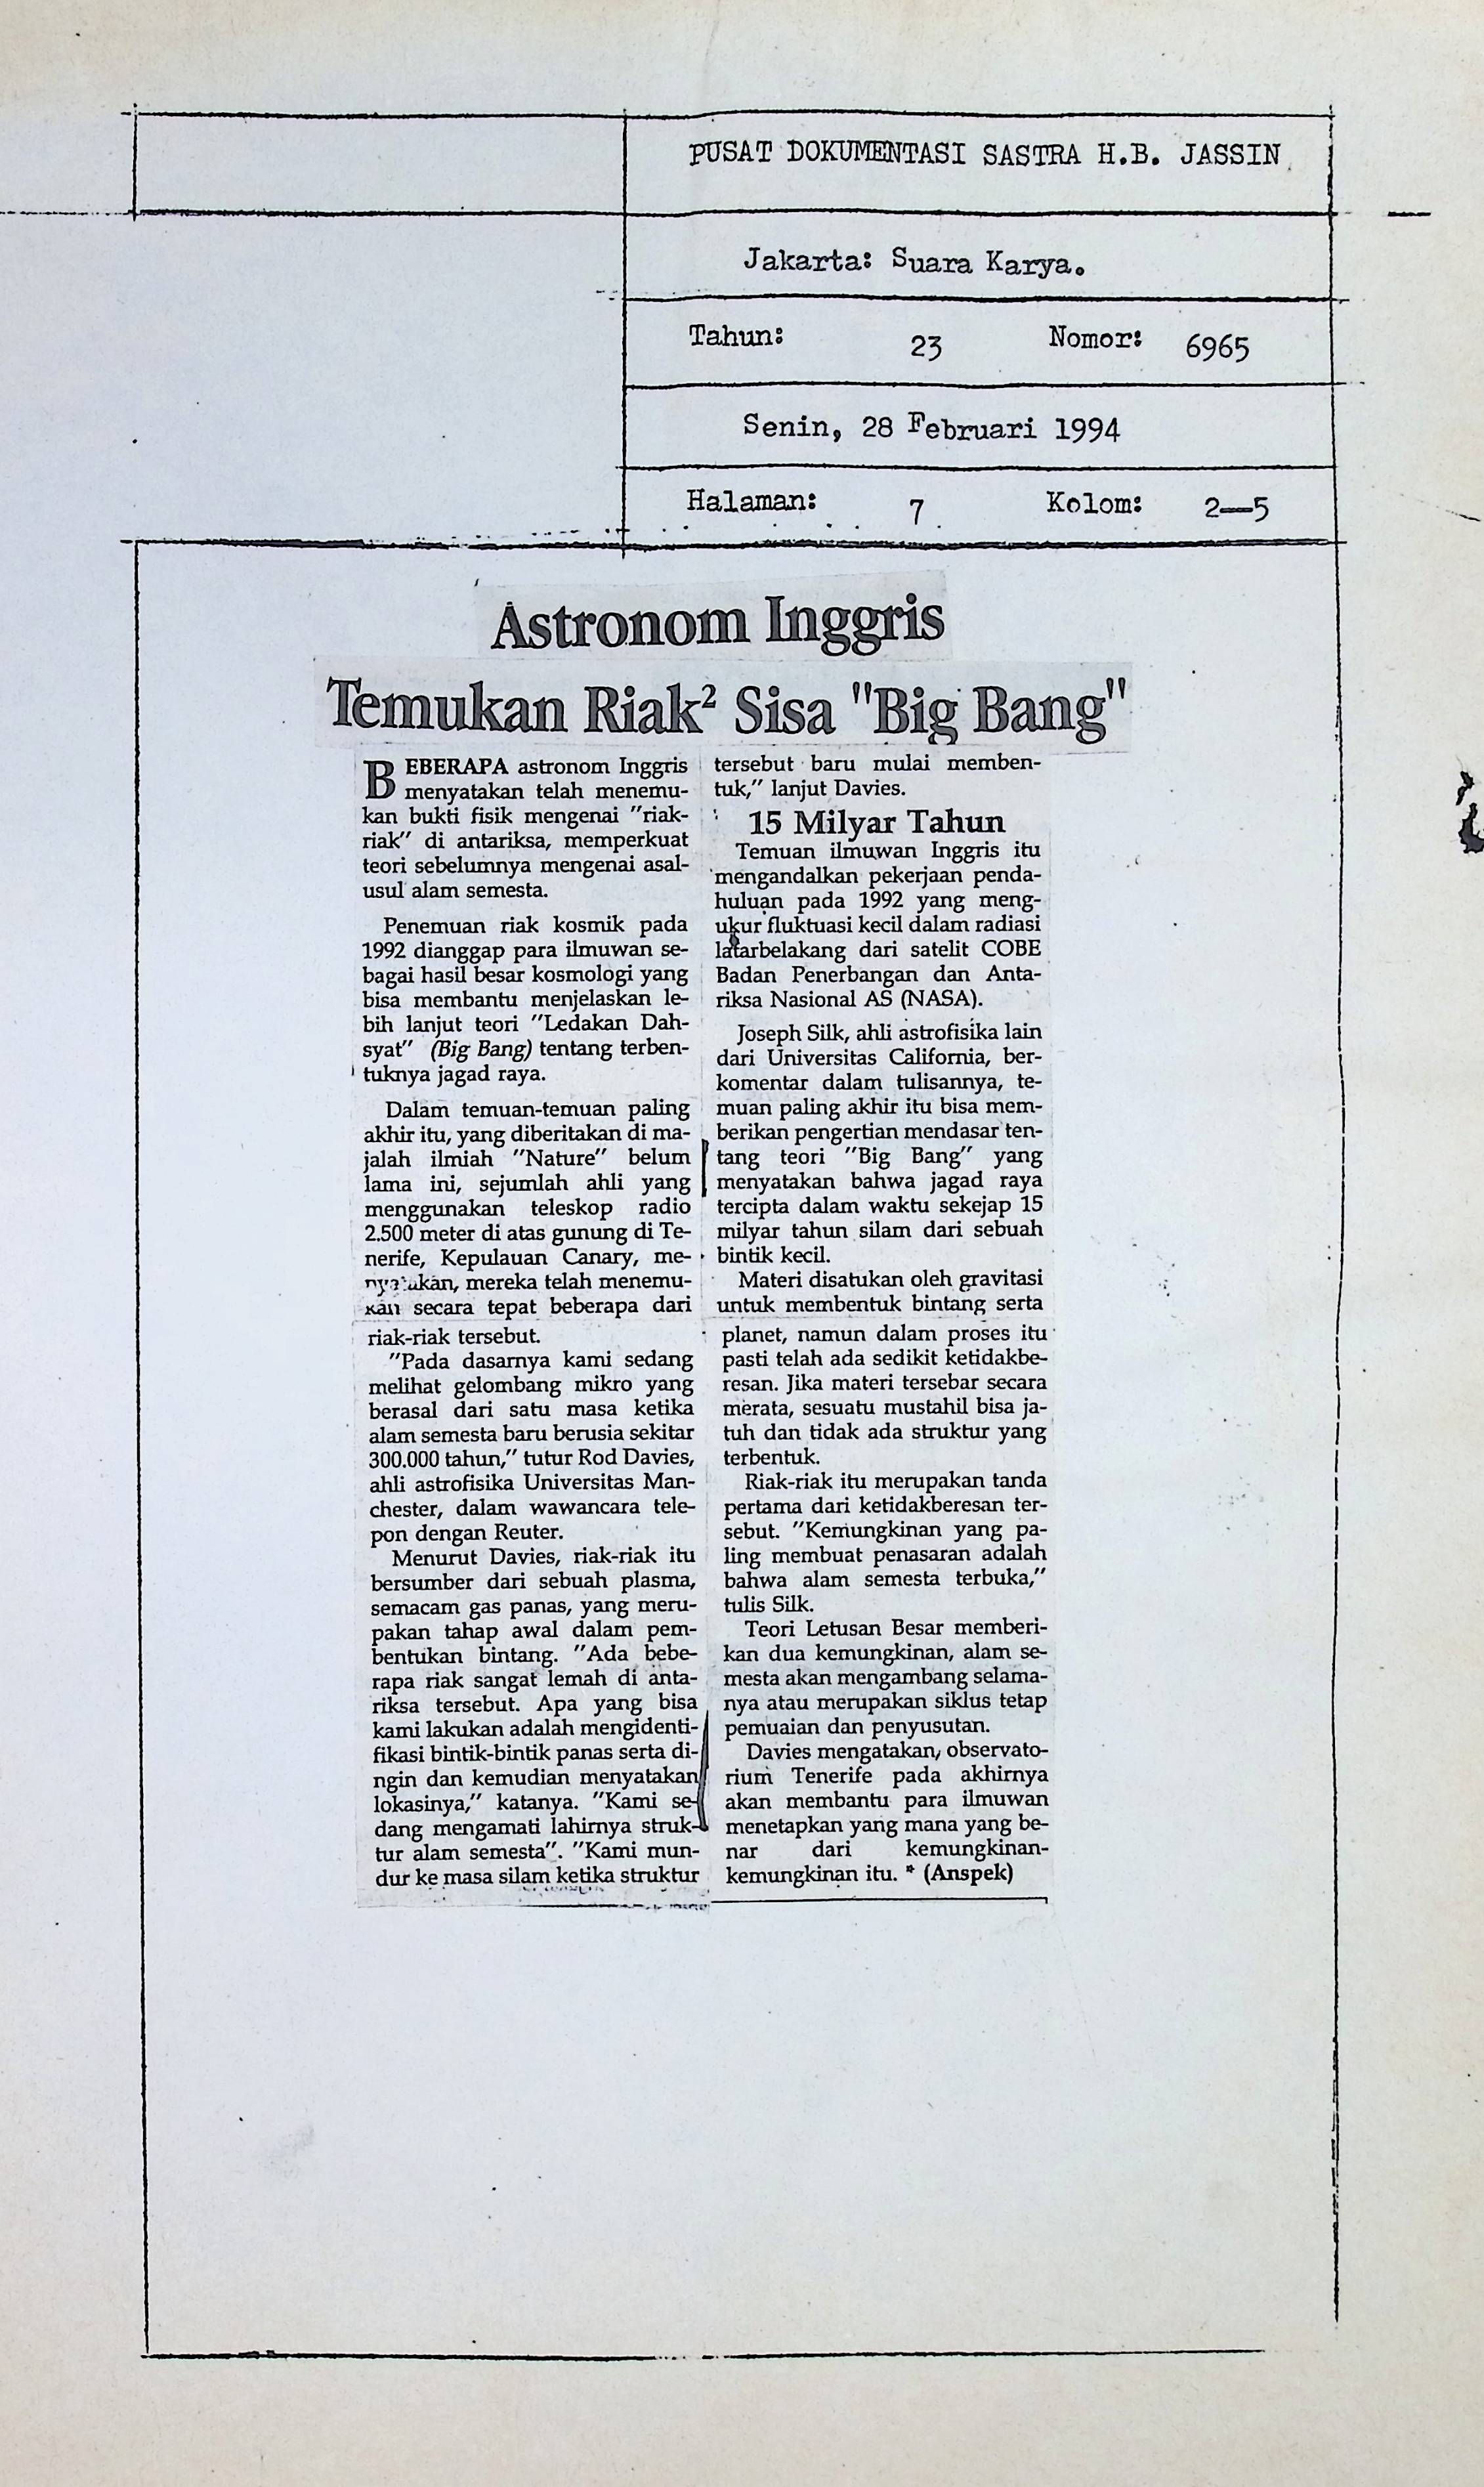 PUSAT DOKUMENTASI SASTRA H.B. JASSIN
Jakarta: Suara Karya.
Tahun: 23 Nomor: 6965
Senin, 28 Februari 1994
Halaman: 7 Kolom: 2—5
Astronom Inggris
Temukan Riak² Sisa "Big Bang"
BEBERAPA astronom Inggris
menyatakan telah menemu-
kan bukti fisik mengenai "riak-
riak" di antariksa, memperkuat
teori sebelumnya mengenai asal-
usul alam semesta.
Penemuan riak kosmik pada
1992 dianggap para ilmuwan se-
bagai hasil besar kosmologi yang
bisa membantu menjelaskan le-
bih lanjut teori "Ledakan Dah-
syat" (Big Bang) tentang terben-
tuknya jagad raya.
Dalam temuan-temuan paling
akhir itu, yang diberitakan di ma-
jalah ilmiah "Nature" belum
lama ini, sejumlah ahli yang
menggunakan teleskop radio
2.500 meter di atas gunung di Te-
nerife, Kepulauan Canary, me-
nyatakan, mereka telah menemu-
kan secara tepat beberapa dari
riak-riak tersebut.
"Pada dasarnya kami sedang
melihat gelombang mikro yang
berasal dari satu masa ketika
alam semesta baru berusia sekitar
300.000 tahun," tutur Rod Davies,
ahli astrofisika Universitas Man-
chester, dalam wawancara tele-
pon dengan Reuter.
Menurut Davies, riak-riak itu
bersumber dari sebuah plasma,
semacam gas panas, yang meru-
pakan tahap awal dalam pem-
bentukan bintang. "Ada bebe-
rapa riak sangat lemah di anta-
riksa tersebut. Apa yang bisa
kami lakukan adalah mengidenti-
fikasi bintik-bintik panas serta di-
ngin dan kemudian menyatakan
lokasinya," katanya. "Kami se-
dang mengamati lahirnya struk-
tur alam semesta". "Kami mun-
dur ke masa silam ketika struktur
tersebut baru mulai memben-
tuk," lanjut Davies.
15 Milyar Tahun
Temuan ilmuwan Inggris itu
mengandalkan pekerjaan penda-
huluan pada 1992 yang meng-
ukur fluktuasi kecil dalam radiasi
latarbelakang dari satelit COBE
Badan Penerbangan dan Anta-
riksa Nasional AS (NASA).
Joseph Silk, ahli astrofisika lain
dari Universitas California, ber-
komentar dalam tulisannya, te-
muan paling akhir itu bisa mem-
berikan pengertian mendasar ten-
tang teori "Big Bang" yang
menyatakan bahwa jagad raya
tercipta dalam waktu sekejap 15
milyar tahun silam dari sebuah
bintik kecil.
Materi disatukan oleh gravitasi
untuk membentuk bintang serta
planet, namun dalam proses itu
pasti telah ada sedikit ketidakbe-
resan. Jika materi tersebar secara
merata, sesuatu mustahil bisa ja-
tuh dan tidak ada struktur yang
terbentuk.
Riak-riak itu merupakan tanda
pertama dari ketidakberesan ter-
sebut. "Kemungkinan yang pa-
ling membuat penasaran adalah
bahwa alam semesta terbuka,"
tulis Silk.
Teori Letusan Besar memberi-
kan dua kemungkinan, alam se-
mesta akan mengambang selama-
nya atau merupakan siklus tetap
pemuaian dan penyusutan.
Davies mengatakan, observato-
rium Tenerife pada akhirnya
akan membantu para ilmuwan
menetapkan yang mana yang be-
nar dari kemungkinan-
kemungkinan itu. * (Anspek)